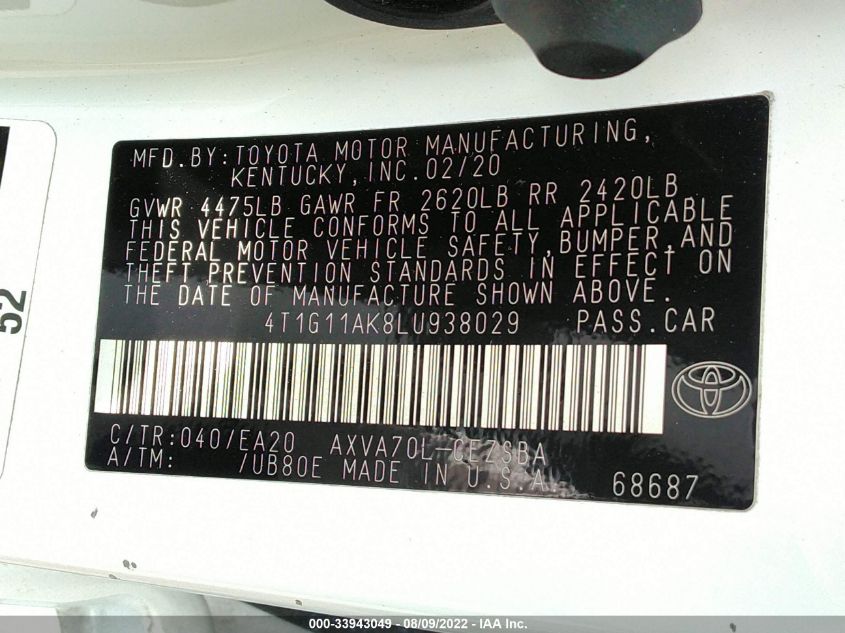 MFD.BY:TOYOTA MOTOR MANUFACTURING,
KENTUCKY,INC.02/20
GVWR 4475LB GAWR FR 2620LB RR 2420LB
THIS VEHICLE CONFORMS TO ALL APPLICABLE
FEDERAL MOTOR VEHICLE SAFETY,BUMPER,AND
THEFT PREVENTION STANDARDS IN EFFECT ON
THE DATE OF MANUFACTURE SHOWN ABOVE.
4T1G11AK8LU938029 PASS.CAR
C/TR:040/EA20 AXVA70L-CEZSBA
A/TM: /UB80E MADE IN U.S.A. 68687
52
000-33943049 - 08/09/2022 - IAA Inc.